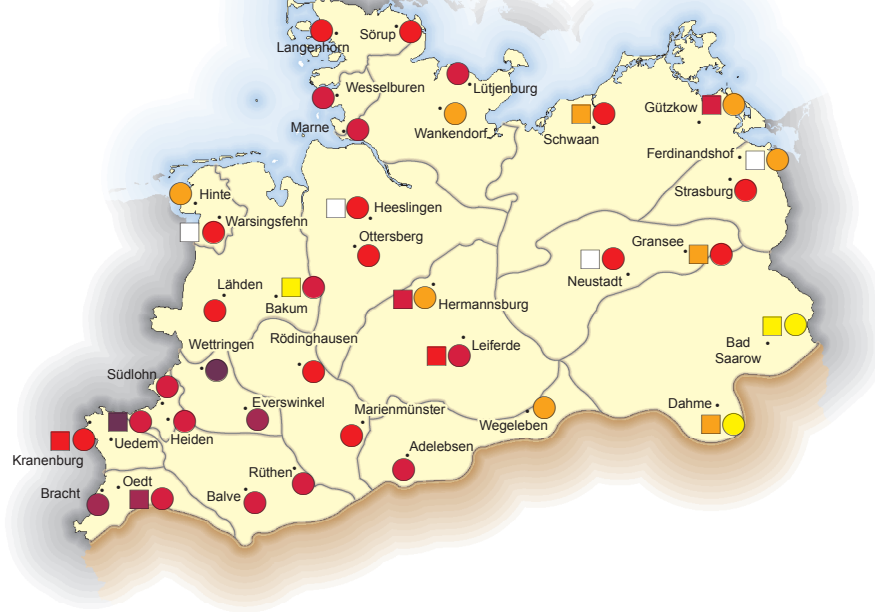 Langenhorn
Sörup
Wesselburen
Lütjenburg
Marne
Wankendorf
Schwaan
Gützkow
Ferdinandshof
Strasburg
Hinte
Warsingsfehn
Heeslingen
Ottersberg
Gransee
Neustadt
Lähden
Bakum
Hermannsburg
Bad
Saarow
Wettringen
Rödinghausen
Leiferde
Südlohn
Everswinkel
Marienmünster
Wegeleben
Dahme
Uedem
Heiden
Kranenburg
Adelebsen
Bracht
Oedt
Rüthen
Balve